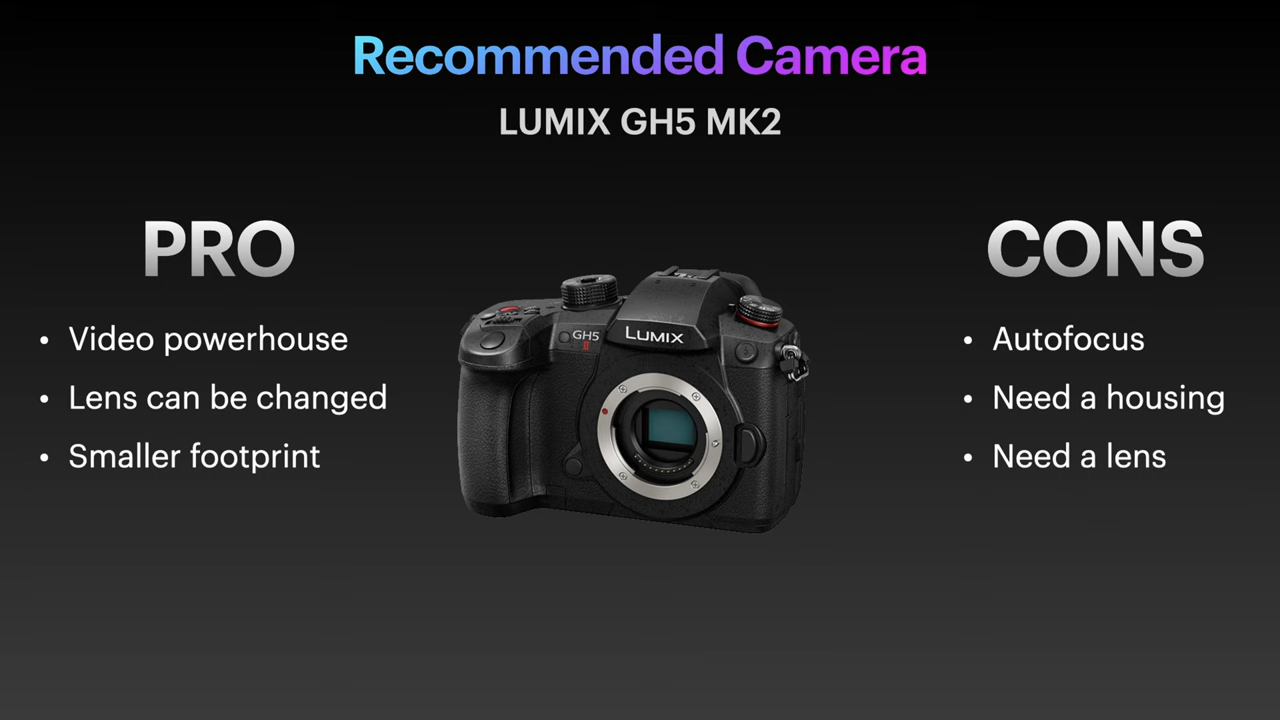 Recommended Camera
LUMIX GH5 MK2
PRO
• Video powerhouse
• Lens can be changed
• Smaller footprint
LUMIX
GH5
II
CONS
• Autofocus
• Need a housing
• Need a lens